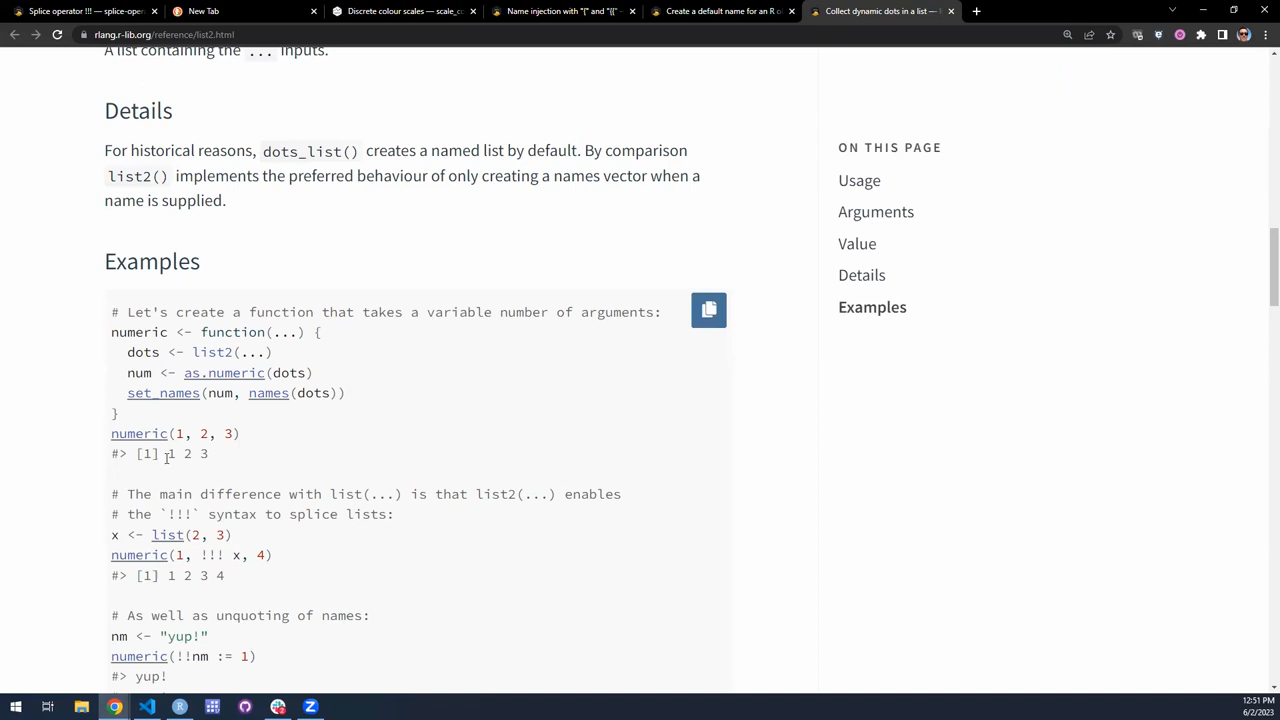 Splice operator !!! — splice-oper
New Tab
Discrete colour scales — scale_co
Name injection with "{" and "{{" —
Create a default name for an R o
Collect dynamic dots in a list — l
rlang.r-lib.org/reference/list2.html
A list containing the ... inputs.
Details
For historical reasons, dots_list() creates a named list by default. By comparison
list2() implements the preferred behaviour of only creating a names vector when a
name is supplied.
Examples
# Let's create a function that takes a variable number of arguments:
numeric <- function(...) {
dots <- list2(...)
num <- as.numeric(dots)
set_names(num, names(dots))
}
numeric(1, 2, 3)
#> [1] 1 2 3
# The main difference with list(...) is that list2(...) enables
# the `!!!` syntax to splice lists:
x <- list(2, 3)
numeric(1, !!! x, 4)
#> [1] 1 2 3 4
# As well as unquoting of names:
nm <- "yup!"
numeric(!!nm := 1)
#> yup!
ON THIS PAGE
Usage
Arguments
Value
Details
Examples
12:51 PM
6/2/2023